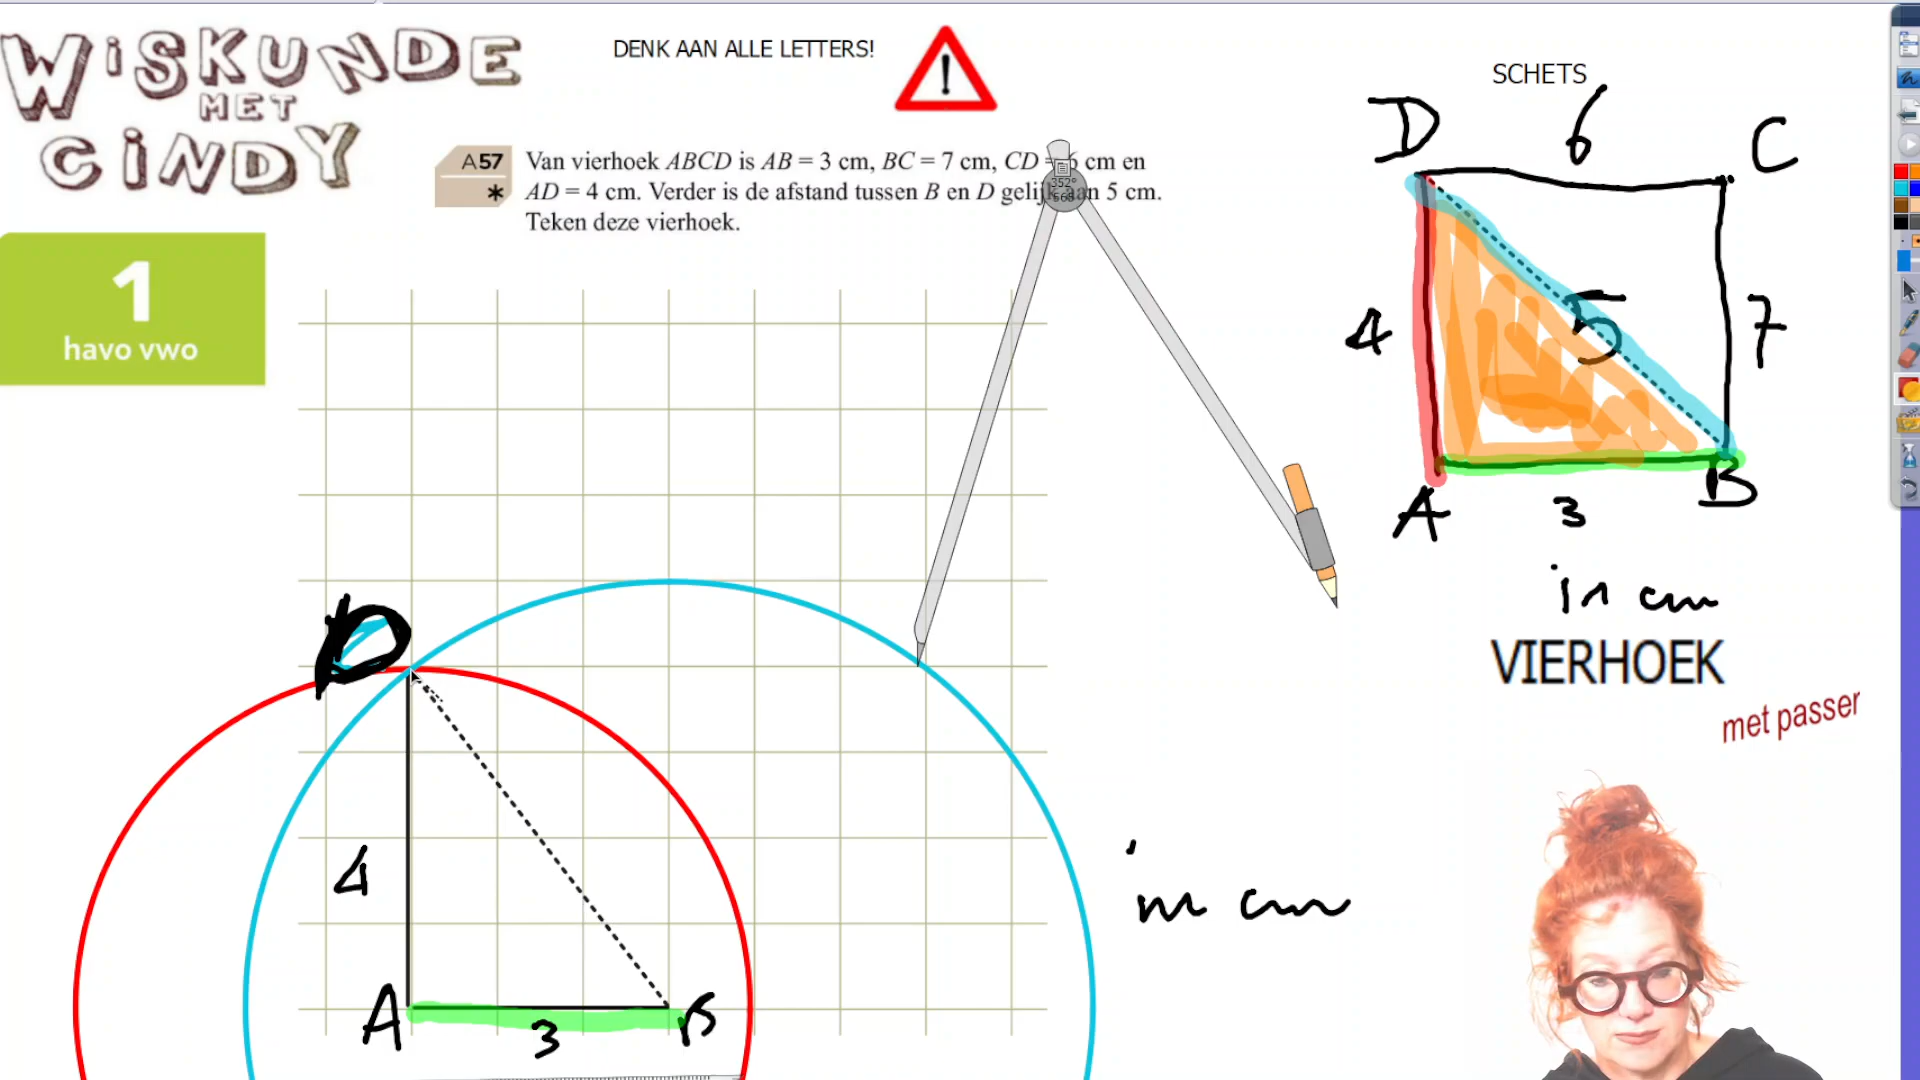 WiSKUNDE
MET
CiNDY
DENK AAN ALLE LETTERS!
A57
*
Van vierhoek ABCD is AB = 3 cm, BC = 7 cm, CD = 6 cm en
AD = 4 cm. Verder is de afstand tussen B en D gelijk aan 5 cm.
Teken deze vierhoek.
1
havo vwo
352°
SCHETS
D 6 C
4 5 7
A 3 B
in cm
VIERHOEK
met passer
D
4
A 3 B
in cm